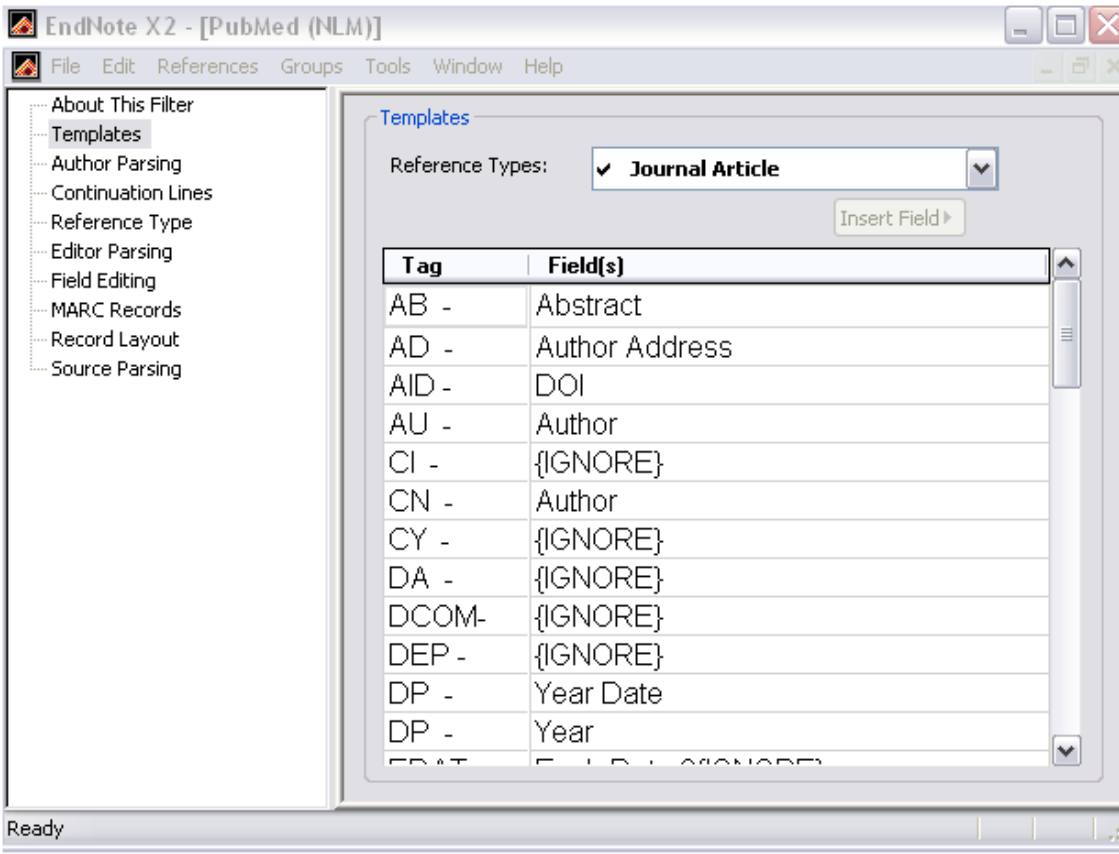 EndNote X2 - [PubMed (NLM)]
File Edit References Groups Tools Window Help
About This Filter
Templates
Author Parsing
Continuation Lines
Reference Type
Editor Parsing
Field Editing
MARC Records
Record Layout
Source Parsing
Templates
Reference Types: ✔ Journal Article
Insert Field
Tag Field(s)
AB - Abstract
AD - Author Address
AID - DOI
AU - Author
CI - {IGNORE}
CN - Author
CY - {IGNORE}
DA - {IGNORE}
DCOM- {IGNORE}
DEP - {IGNORE}
DP - Year Date
DP - Year
Ready